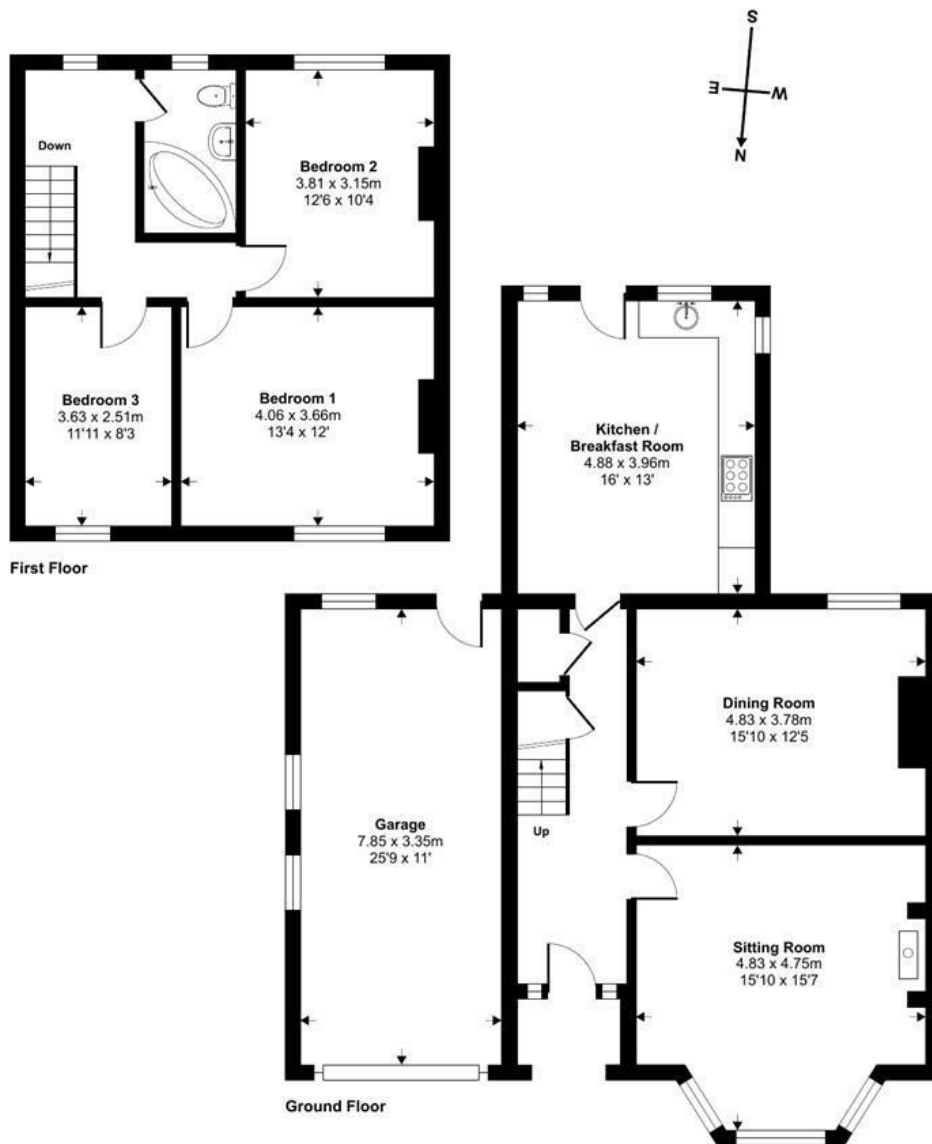 S
E
W
N
Down
Bedroom 2
3.81 x 3.15m
12'6 x 10'4
Bedroom 3
3.63 x 2.51m
11'11 x 8'3
Bedroom 1
4.06 x 3.66m
13'4 x 12'
First Floor
Kitchen /
Breakfast Room
4.88 x 3.96m
16' x 13'
Dining Room
4.83 x 3.78m
15'10 x 12'5
Garage
7.85 x 3.35m
25'9 x 11'
Up
Sitting Room
4.83 x 4.75m
15'10 x 15'7
Ground Floor